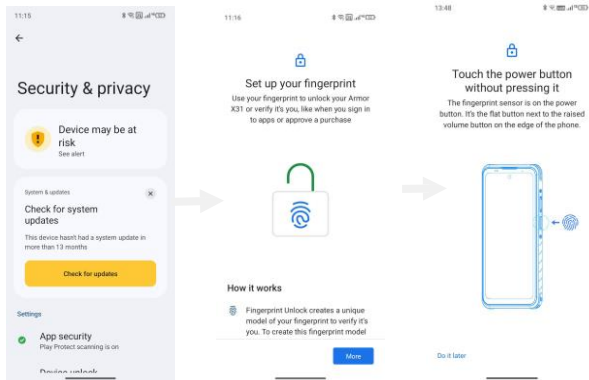 11:15
Security & privacy
Device may be at
risk
See alert
System & updates
Check for system
updates
This device hasn't had a system update in
more than 13 months
Check for updates
Settings
App security
Play Protect scanning is on
Device unlock
11:16
Set up your fingerprint
Use your fingerprint to unlock your Armor
X31 or verify it's you, like when you sign in
to apps or approve a purchase
How it works
Fingerprint Unlock creates a unique
model of your fingerprint to verify it's
you. To create this fingerprint model
More
13:48
Touch the power button
without pressing it
The fingerprint sensor is on the power
button. It's the flat button next to the raised
volume button on the edge of the phone.
Do it later